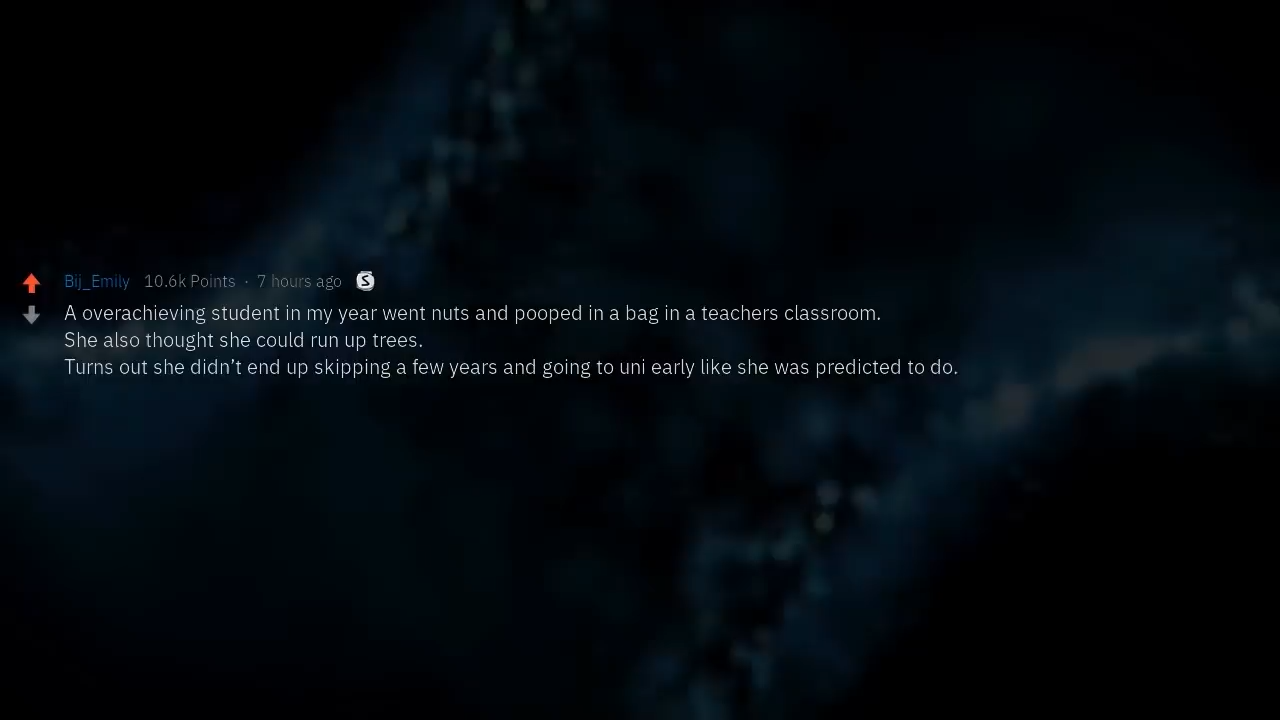 Bij_Emily 10.6k Points · 7 hours ago
A overachieving student in my year went nuts and pooped in a bag in a teachers classroom.
She also thought she could run up trees.
Turns out she didn’t end up skipping a few years and going to uni early like she was predicted to do.